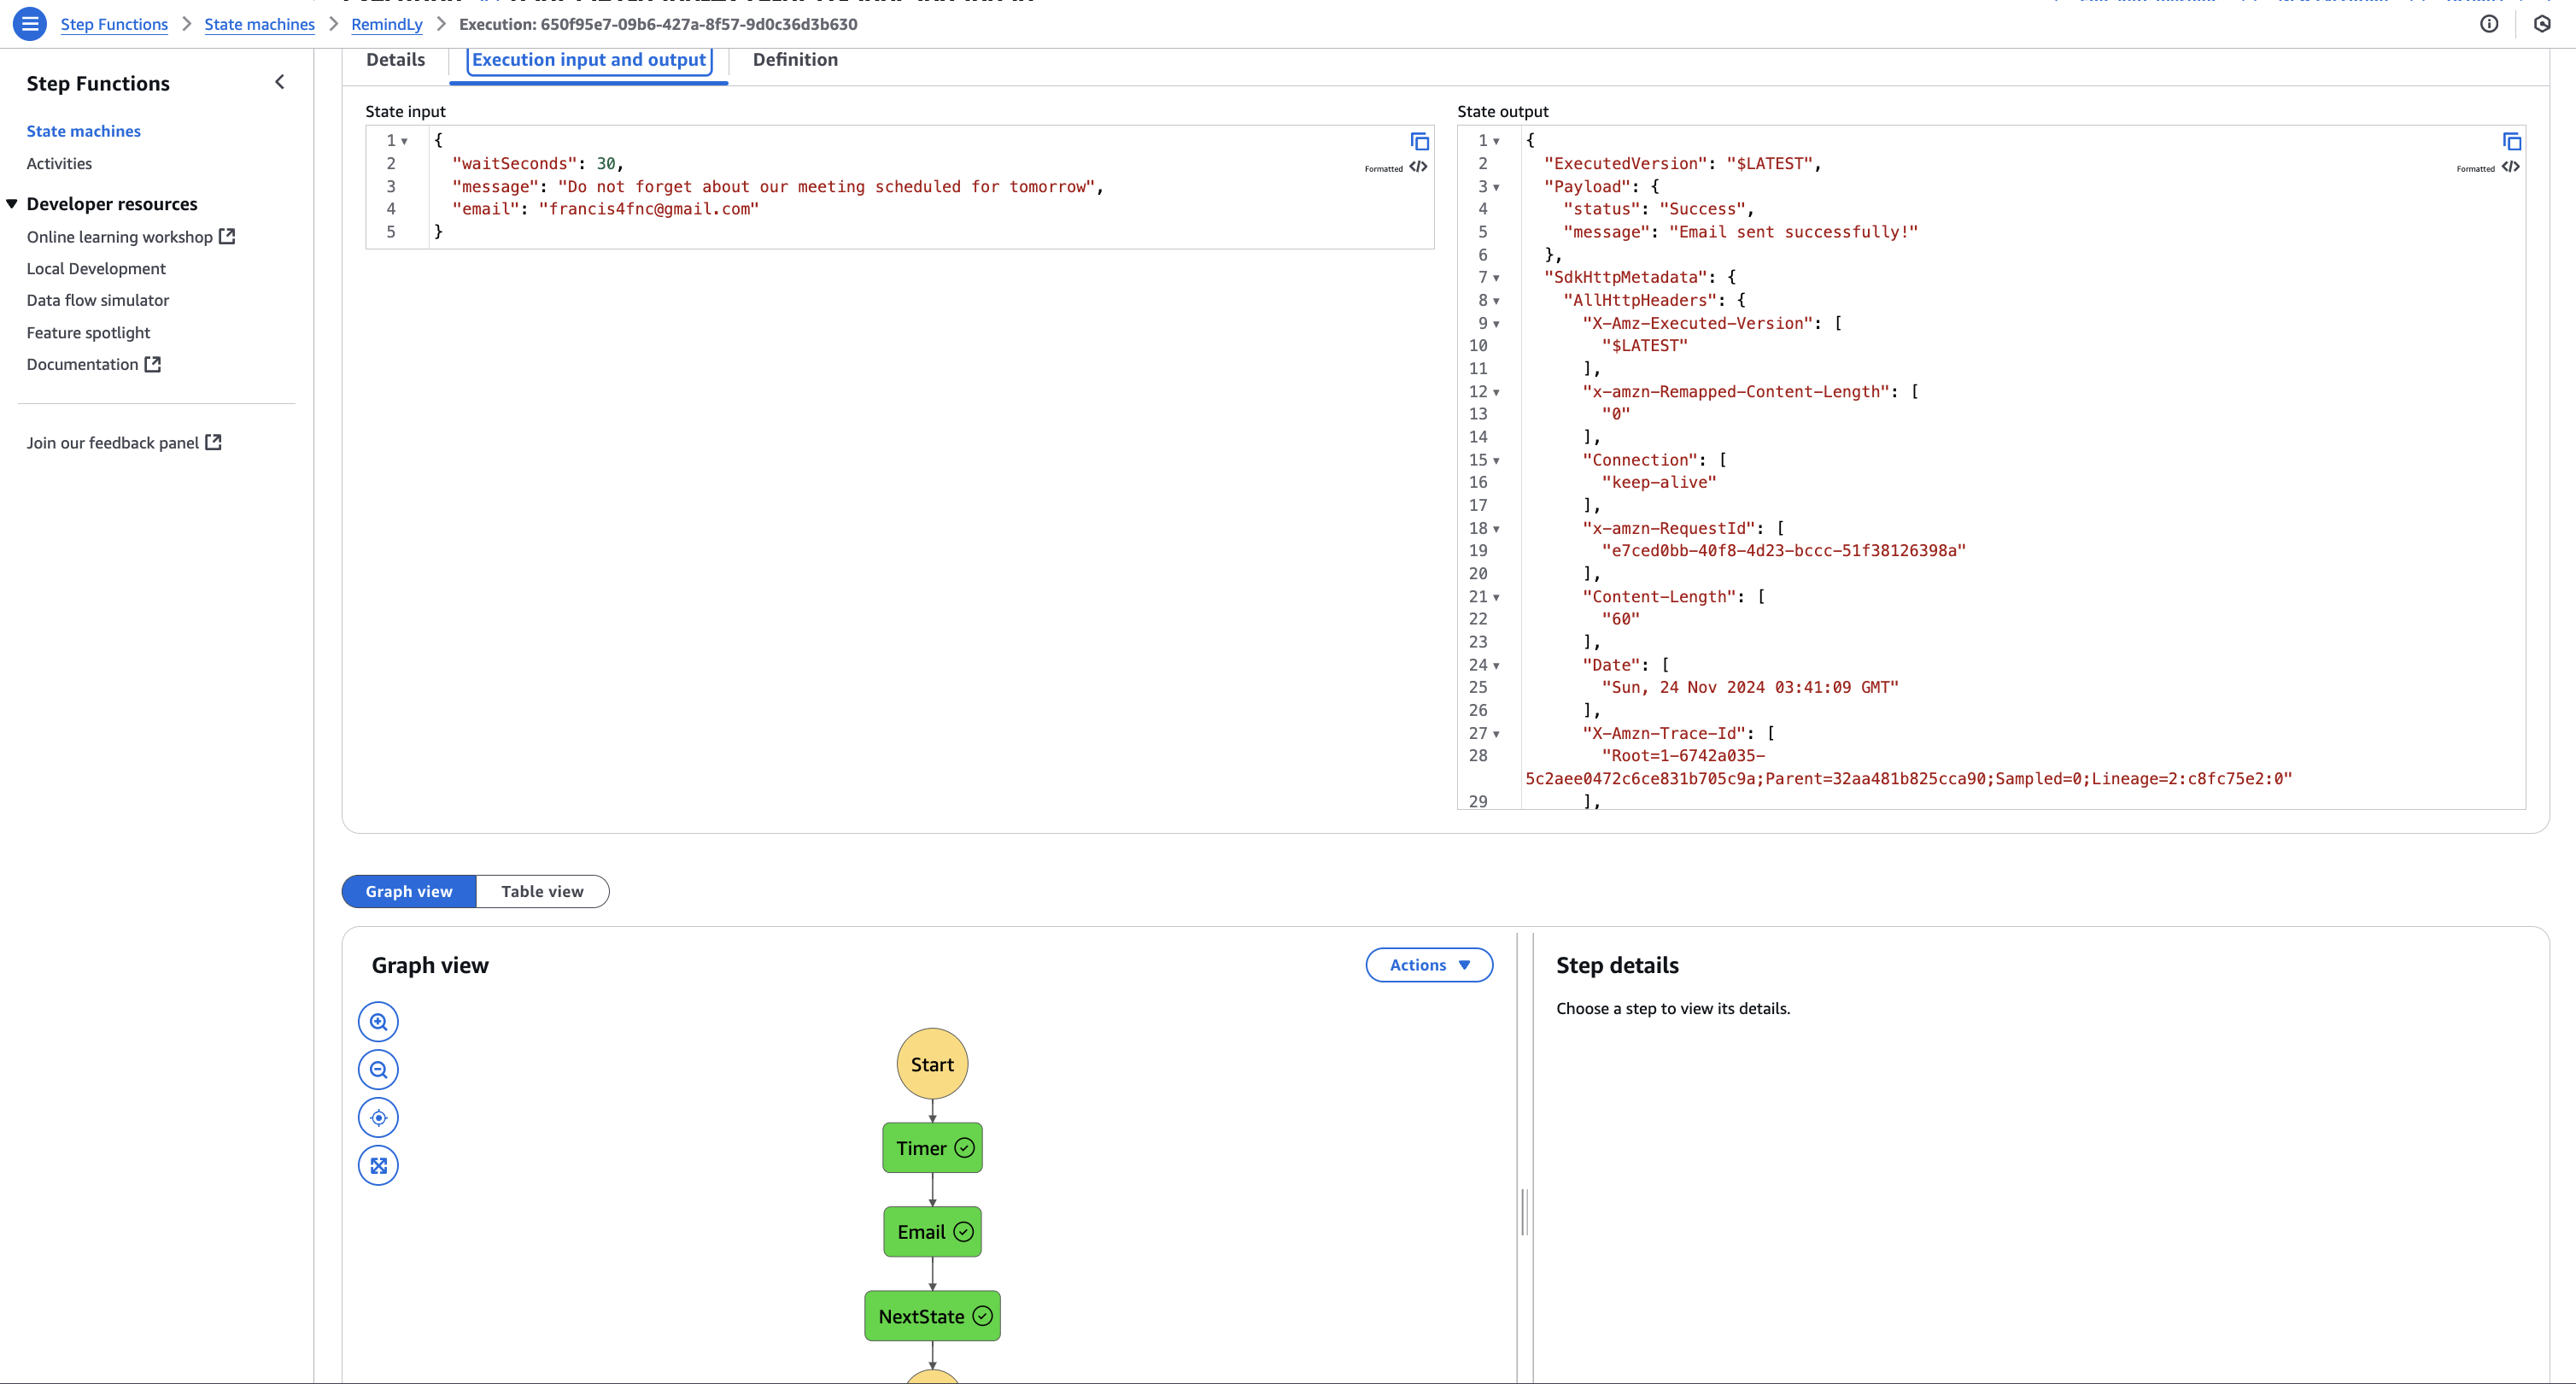 Step Functions > State machines > RemindLy > Execution: 650f95e7-09b6-427a-8f57-9d0c36d3b630
Step Functions
State machines
Activities
Developer resources
Online learning workshop
Local Development
Data flow simulator
Feature spotlight
Documentation
Join our feedback panel
Details
Execution input and output
Definition
State input
1 {
2 "waitSeconds": 30,
3 "message": "Do not forget about our meeting scheduled for tomorrow",
4 "email": "francis4fnc@gmail.com"
5 }
Formatted </>
State output
1 {
2 "ExecutedVersion": "$LATEST",
3 "Payload": {
4 "status": "Success",
5 "message": "Email sent successfully!"
6 },
7 "SdkHttpMetadata": {
8 "AllHttpHeaders": {
9 "X-Amz-Executed-Version": [
10 "$LATEST"
11 ],
12 "x-amzn-Remapped-Content-Length": [
13 "0"
14 ],
15 "Connection": [
16 "keep-alive"
17 ],
18 "x-amzn-RequestId": [
19 "e7ced0bb-40f8-4d23-bccc-51f38126398a"
20 ],
21 "Content-Length": [
22 "60"
23 ],
24 "Date": [
25 "Sun, 24 Nov 2024 03:41:09 GMT"
26 ],
27 "X-Amzn-Trace-Id": [
28 "Root=1-6742a035-
5c2aee0472c6ce831b705c9a;Parent=32aa481b825cca90;Sampled=0;Lineage=2:c8fc75e2:0"
29 ],
Formatted </>
Graph view
Table view
Graph view
Actions
Start
Timer
Email
NextState
Step details
Choose a step to view its details.